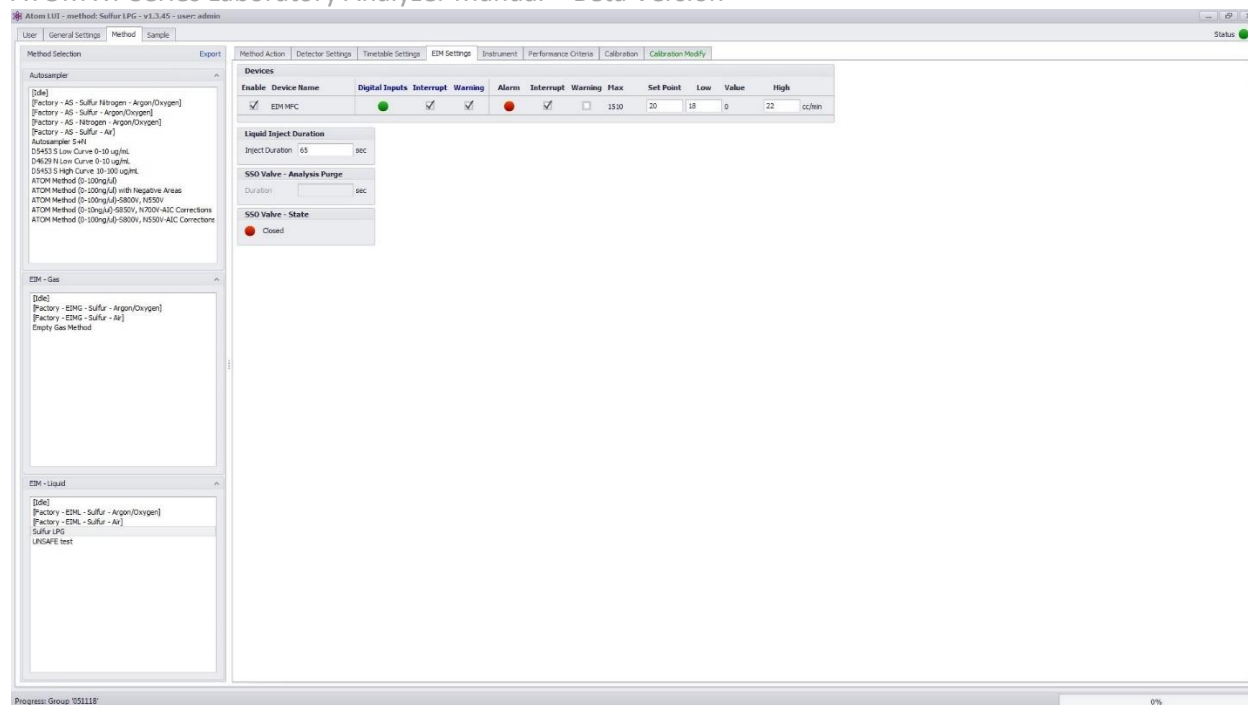 Atom LUI - method: Sulfur LPG - v1.3.45 - user: admin
User General Settings Method Sample Status
Method Selection Export
Autosampler
[Idle]
[Factory - AS - Sulfur Nitrogen - Argon/Oxygen]
[Factory - AS - Sulfur - Argon/Oxygen]
[Factory - AS - Nitrogen - Argon/Oxygen]
[Factory - AS - Sulfur - Air]
Autosampler S+N
D5453 S Low Curve 0-10 ug/mL
D4629 N Low Curve 0-10 ug/mL
D5453 S High Curve 10-100 ug/mL
ATOM Method (0-100ng/ul)
ATOM Method (0-100ng/ul) with Negative Areas
ATOM Method (0-100ng/ul)-S800V, N550V
ATOM Method (0-10ng/ul)-S850V, N700V-AIC Corrections
ATOM Method (0-100ng/ul)-S800V, N550V-AIC Corrections
EIM - Gas
[Idle]
[Factory - EIMG - Sulfur - Argon/Oxygen]
[Factory - EIMG - Sulfur - Air]
Empty Gas Method
EIM - Liquid
[Idle]
[Factory - EIML - Sulfur - Argon/Oxygen]
[Factory - EIML - Sulfur - Air]
Sulfur LPG
UNSAFE test
Method Action Detector Settings Timetable Settings EIM Settings Instrument Performance Criteria Calibration Calibration Modify
Devices
Enable Device Name Digital Inputs Interrupt Warning Alarm Interrupt Warning Max Set Point Low Value High
EIM MFC 1510 20 18 0 22 cc/min
Liquid Inject Duration
Inject Duration 65 sec
SSO Valve - Analysis Purge
Duration sec
SSO Valve - State
Closed
Progress: Group '051118' 0%